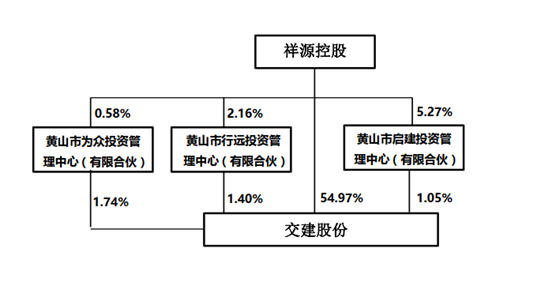 祥源控股
0.58%
2.16%
5.27%
黄山市为众投资管
理中心（有限合伙）
黄山市行远投资管
理中心（有限合伙）
黄山市启建投资管
理中心（有限合伙）
1.74%
1.40%
54.97%
1.05%
交建股份